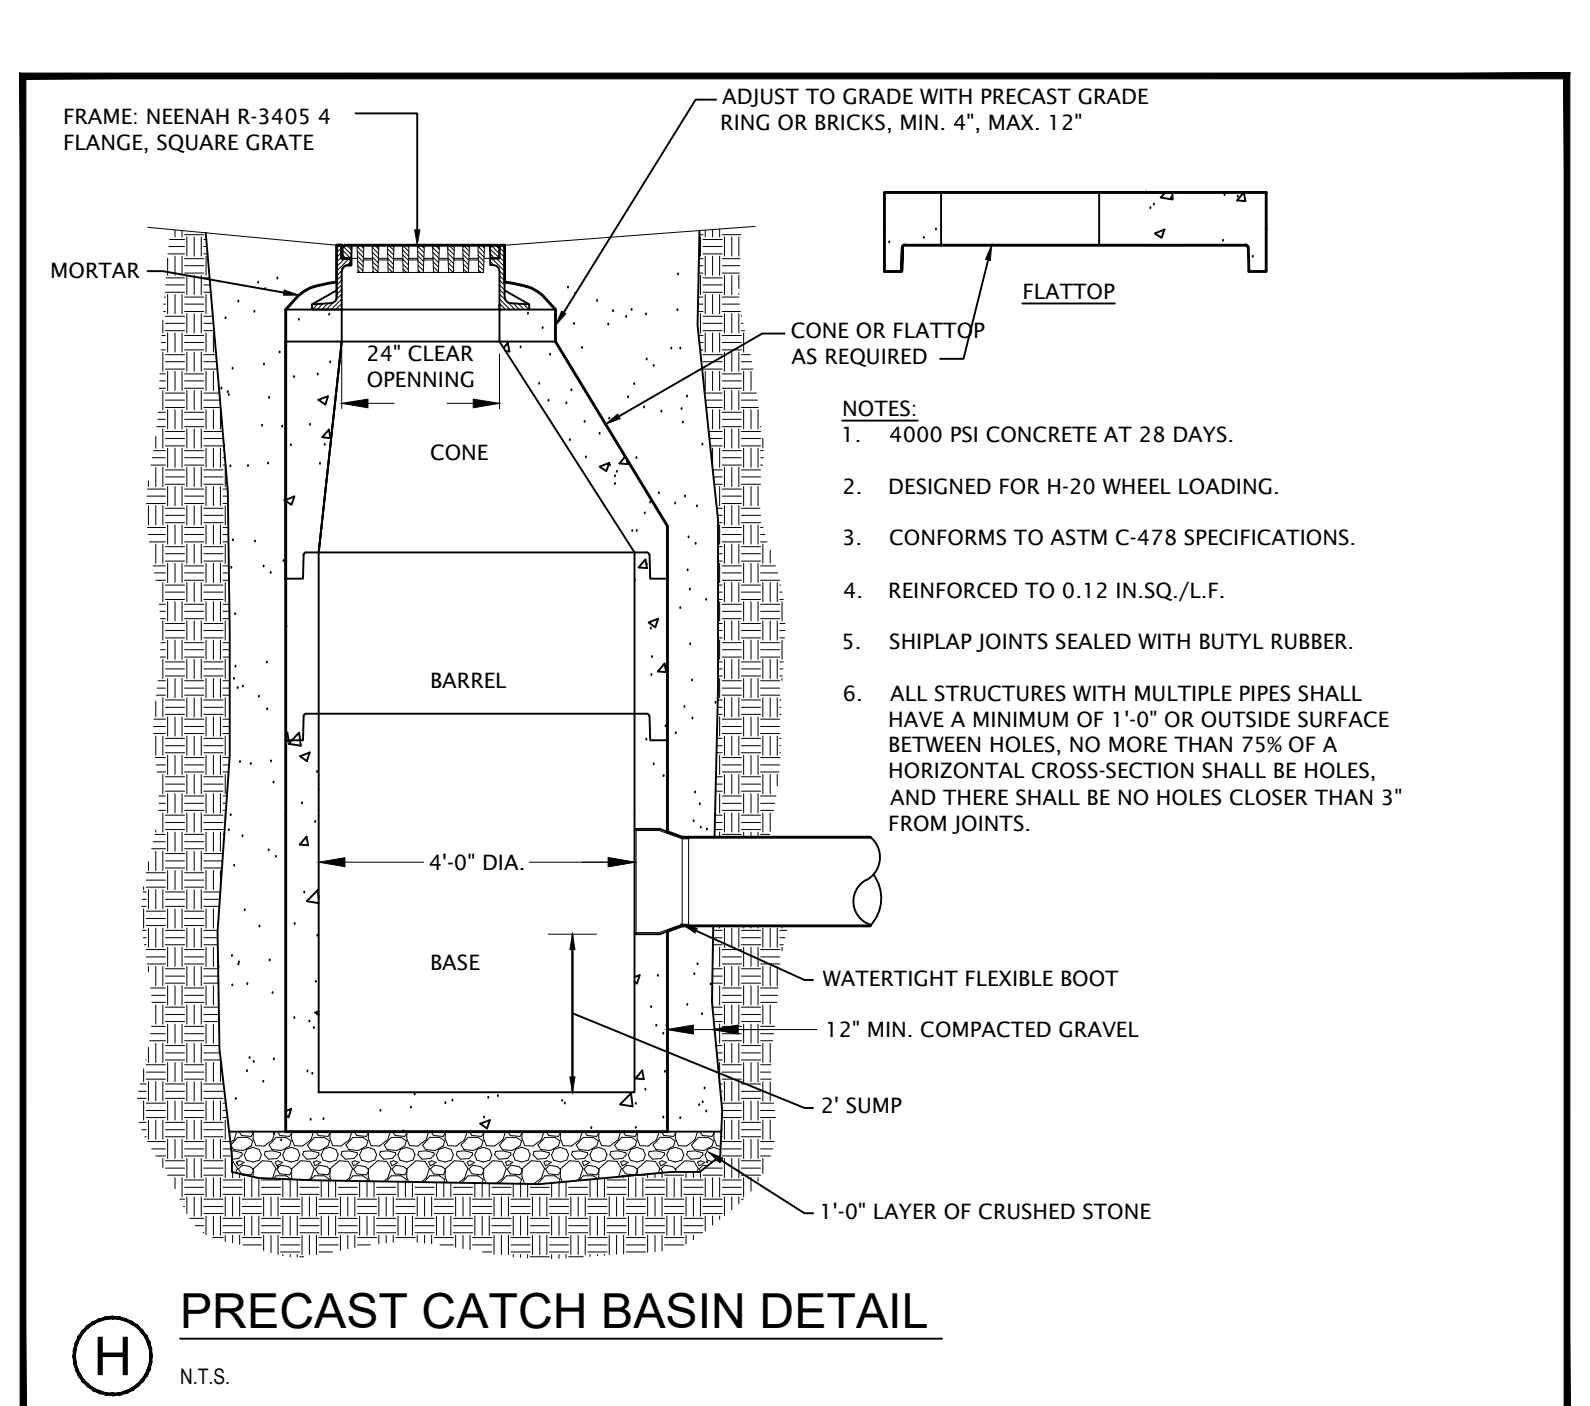 FRAME: NEENAH R-3405 4
FLANGE, SQUARE GRATE
ADJUST TO GRADE WITH PRECAST GRADE
RING OR BRICKS, MIN. 4", MAX. 12"
MORTAR
FLATTOP
CONE OR FLATTOP
AS REQUIRED
24" CLEAR
OPENNING
CONE
NOTES:
1. 4000 PSI CONCRETE AT 28 DAYS.
2. DESIGNED FOR H-20 WHEEL LOADING.
3. CONFORMS TO ASTM C-478 SPECIFICATIONS.
4. REINFORCED TO 0.12 IN.SQ./L.F.
5. SHIPLAP JOINTS SEALED WITH BUTYL RUBBER.
6. ALL STRUCTURES WITH MULTIPLE PIPES SHALL
HAVE A MINIMUM OF 1'-0" OR OUTSIDE SURFACE
BETWEEN HOLES, NO MORE THAN 75% OF A
HORIZONTAL CROSS-SECTION SHALL BE HOLES,
AND THERE SHALL BE NO HOLES CLOSER THAN 3"
FROM JOINTS.
BARREL
4'-0" DIA.
BASE
WATERTIGHT FLEXIBLE BOOT
12" MIN. COMPACTED GRAVEL
2' SUMP
1'-0" LAYER OF CRUSHED STONE
H
PRECAST CATCH BASIN DETAIL
N.T.S.